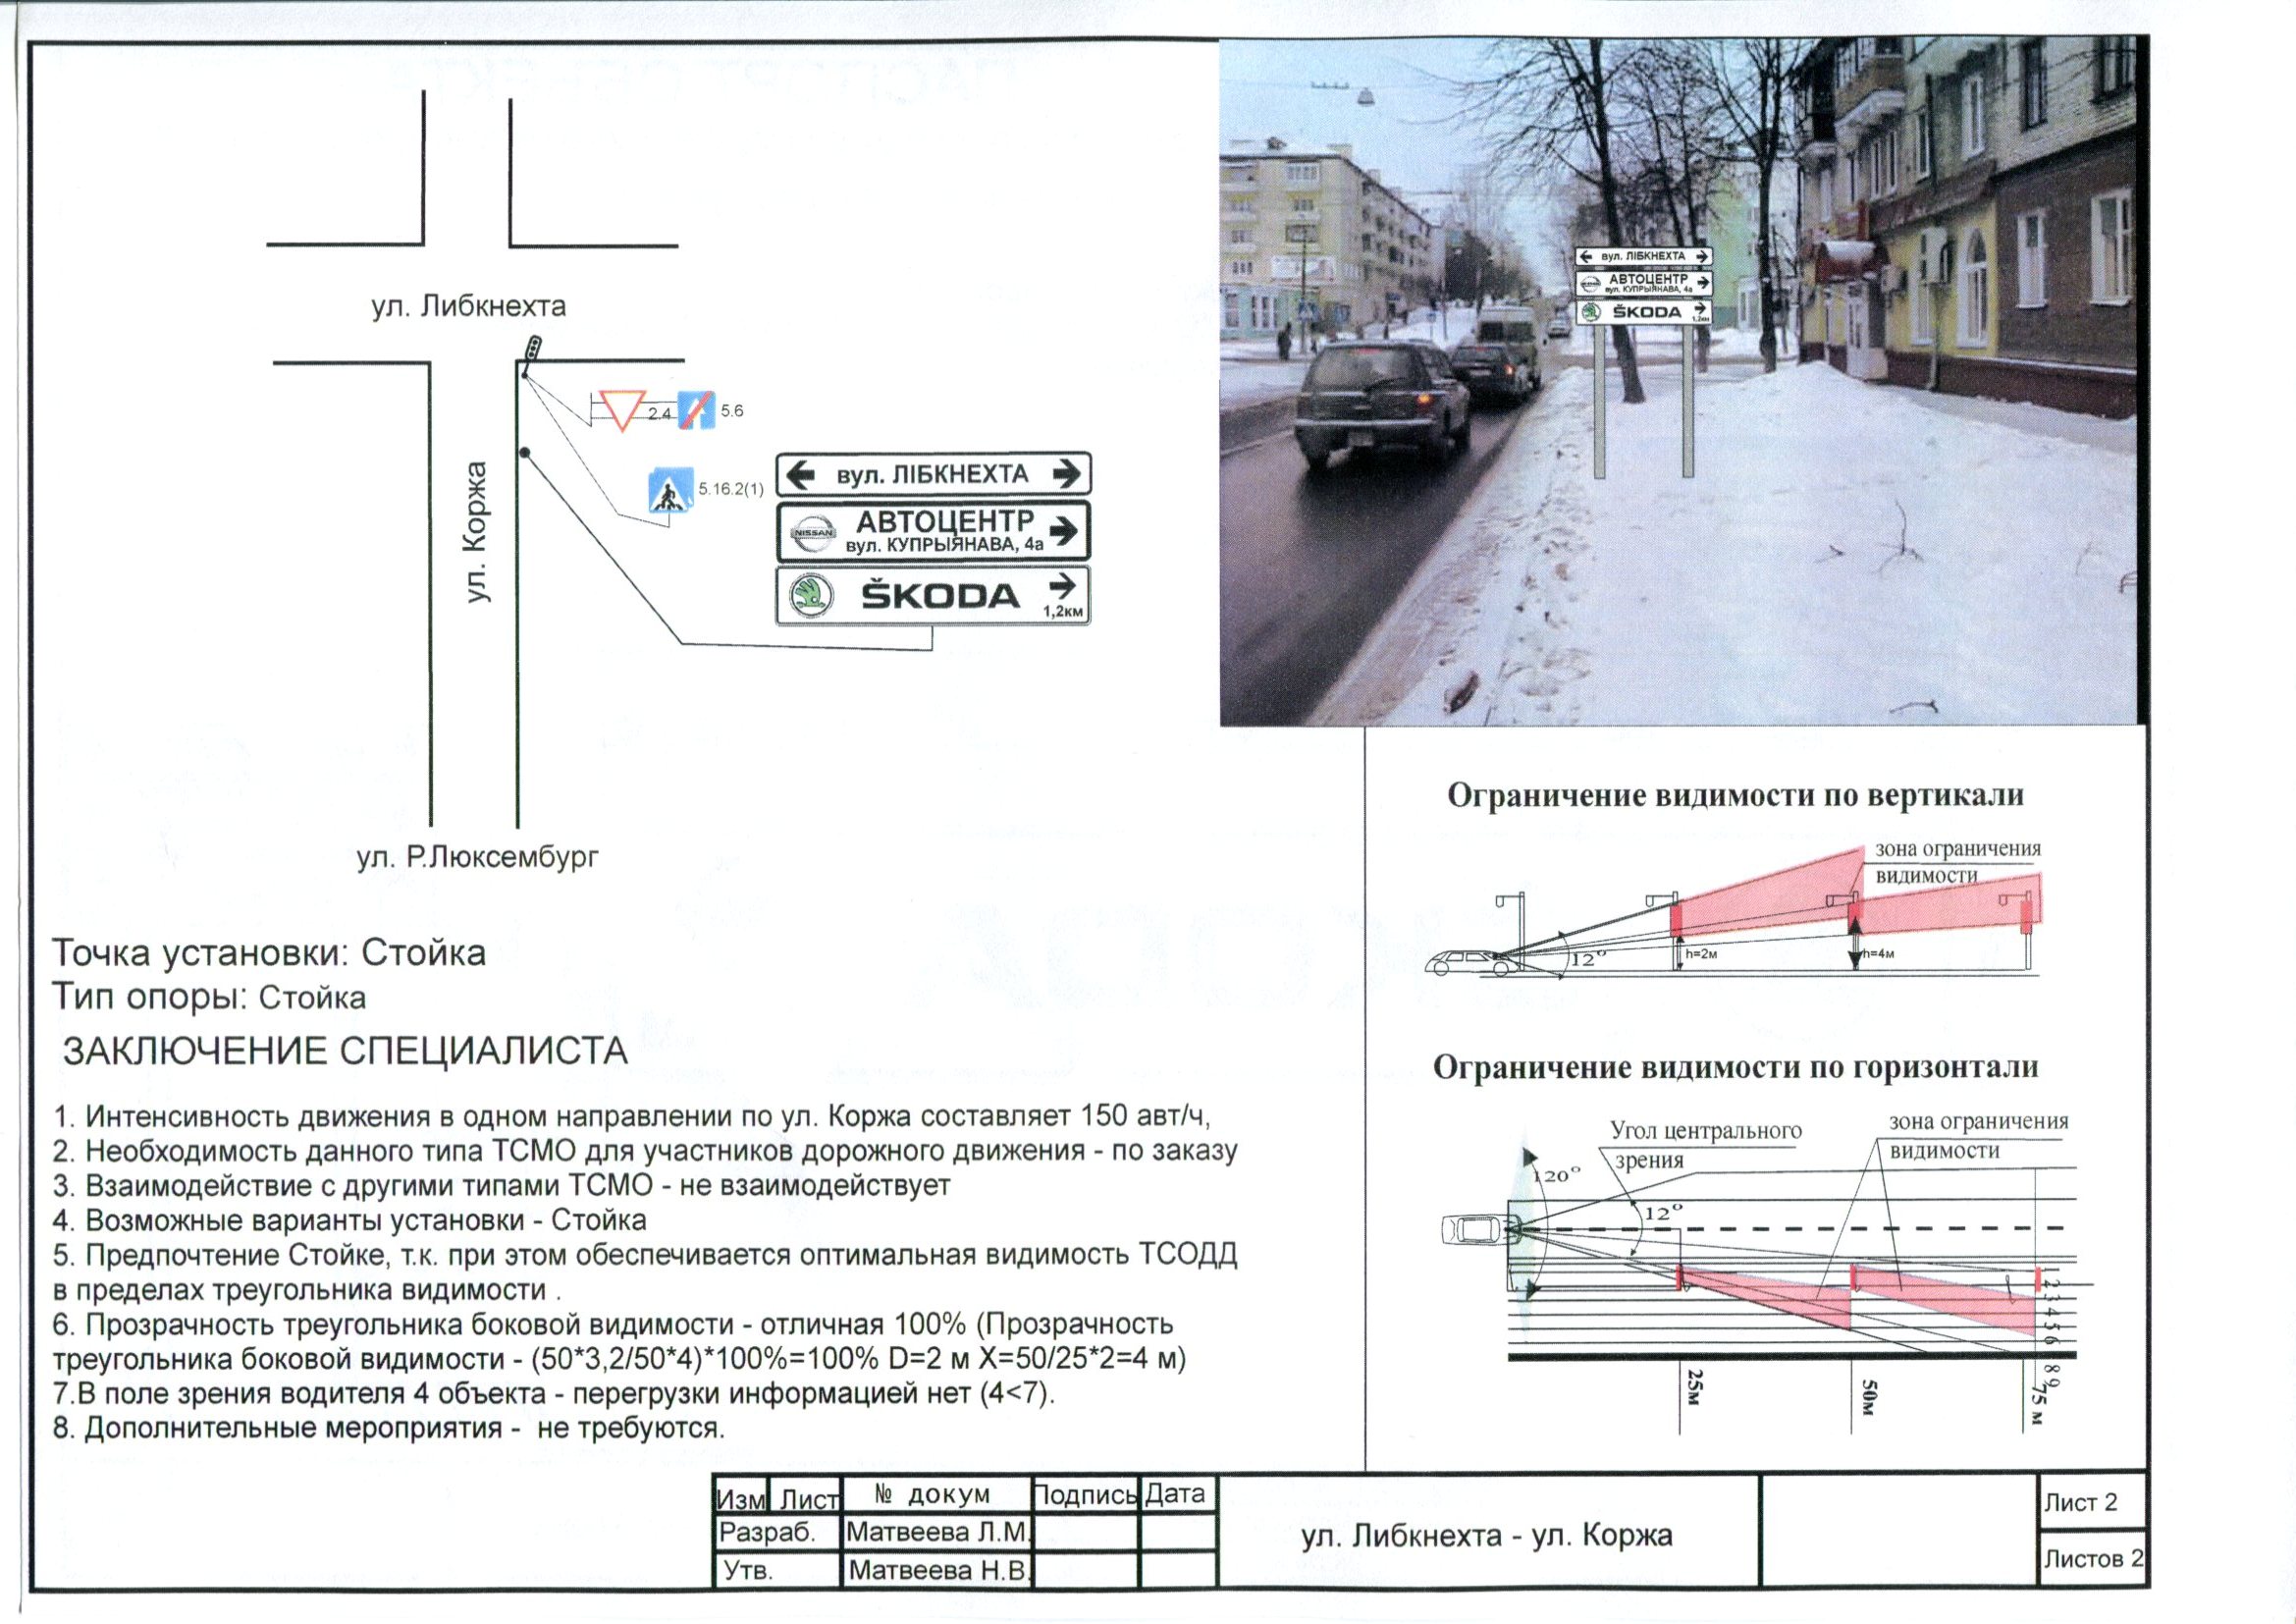 ул. Либкнехта
2.4
5.6
5.16.2(1)
ул. Коржа
вул. ЛІБКНЕХТА
NISSAN
АВТОЦЕНТР
вул. КУПРЫЯНАВА, 4а
ŠKODA
1,2км
ул. Р.Люксембург
вул. ЛІБКНЕХТА
АВТОЦЕНТР
вул. КУПРЫЯНАВА, 4а
ŠKODA
1,2км
Точка установки: Стойка
Тип опоры: Стойка
ЗАКЛЮЧЕНИЕ СПЕЦИАЛИСТА
1. Интенсивность движения в одном направлении по ул. Коржа составляет 150 авт/ч,
2. Необходимость данного типа ТСМО для участников дорожного движения - по заказу
3. Взаимодействие с другими типами ТСМО - не взаимодействует
4. Возможные варианты установки - Стойка
5. Предпочтение Стойке, т.к. при этом обеспечивается оптимальная видимость ТСОДД
в пределах треугольника видимости .
6. Прозрачность треугольника боковой видимости - отличная 100% (Прозрачность
треугольника боковой видимости - (50*3,2/50*4)*100%=100% D=2 м X=50/25*2=4 м)
7.В поле зрения водителя 4 объекта - перегрузки информацией нет (4<7).
8. Дополнительные мероприятия - не требуются.
Ограничение видимости по вертикали
зона ограничения
видимости
12°
h=2м
h=4м
Ограничение видимости по горизонтали
Угол центрального
зрения
зона ограничения
видимости
120°
12°
1 2 3 4 5 6 8 9
25м
50м
75 м
Изм Лист № докум Подпись Дата
Разраб. Матвеева Л.М.
Утв. Матвеева Н.В.
ул. Либкнехта - ул. Коржа
Лист 2
Листов 2